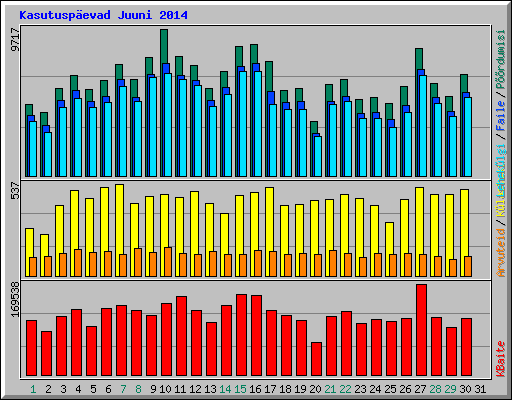 Kasutuspäevad Juuni 2014
9717
537
169538
Arvuteid / Külaskäike / Lehekülgi / Faile / Pöördumisi
KBaite
1 2 3 4 5 6 7 8 9 10 11 12 13 14 15 16 17 18 19 20 21 22 23 24 25 26 27 28 29 30 31